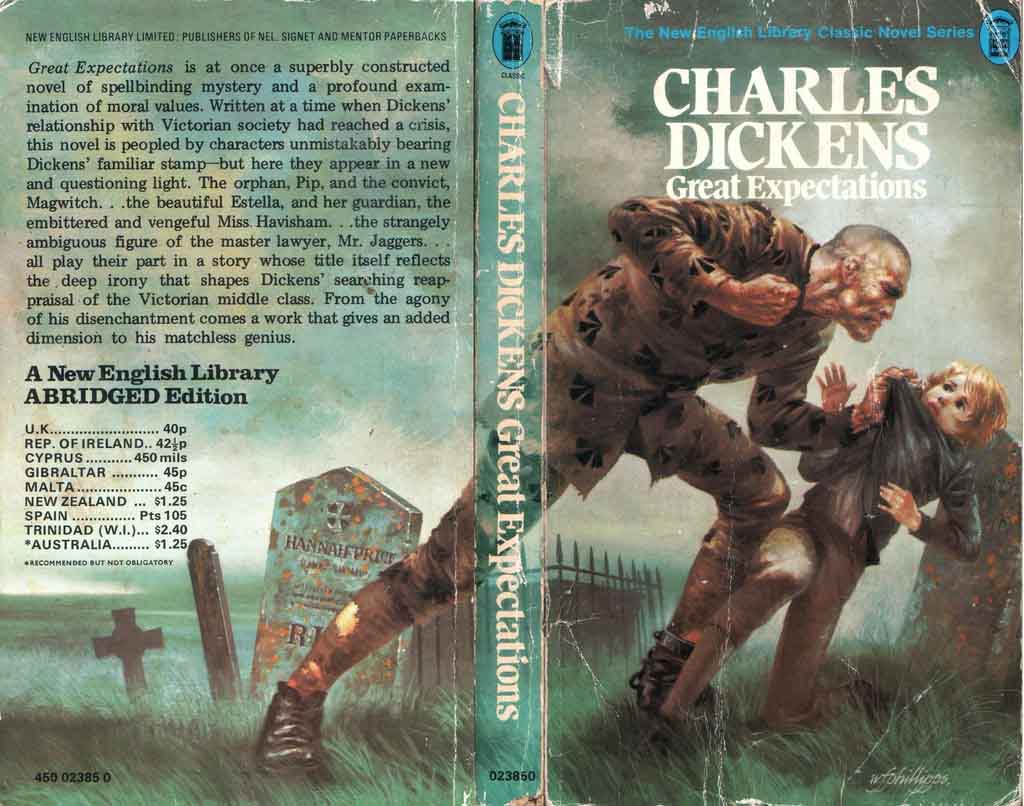 NEW ENGLISH LIBRARY LIMITED: PUBLISHERS OF NEL. SIGNET AND MENTOR PAPERBACKS
Great Expectations is at once a superbly constructed
novel of spellbinding mystery and a profound exam-
ination of moral values. Written at a time when Dickens'
relationship with Victorian society had reached a crisis,
this novel is peopled by characters unmistakably bearing
Dickens' familiar stamp—but here they appear in a new
and questioning light. The orphan, Pip, and the convict,
Magwitch. . .the beautiful Estella, and her guardian, the
embittered and vengeful Miss Havisham. . .the strangely
ambiguous figure of the master lawyer, Mr. Jaggers. . .
all play their part in a story whose title itself reflects
the deep irony that shapes Dickens' searching reap-
praisal of the Victorian middle class. From the agony
of his disenchantment comes a work that gives an added
dimension to his matchless genius.
A New English Library
ABRIDGED Edition
U.K.......................... 40p
REP. OF IRELAND.. 42½p
CYPRUS........... 450 mils
GIBRALTAR ........... 45p
MALTA.................... 45c
NEW ZEALAND ... $1.25
SPAIN ............... Pts 105
TRINIDAD (W.I.)... $2.40
*AUSTRALIA......... $1.25
*RECOMMENDED BUT NOT OBLIGATORY
HANNAH PRICE
450 02385 0
CLASSIC
CHARLES DICKENS Great Expectations
023850
The New English Library Classic Novel Series
CHARLES
DICKENS
Great Expectations
wfphillipps.